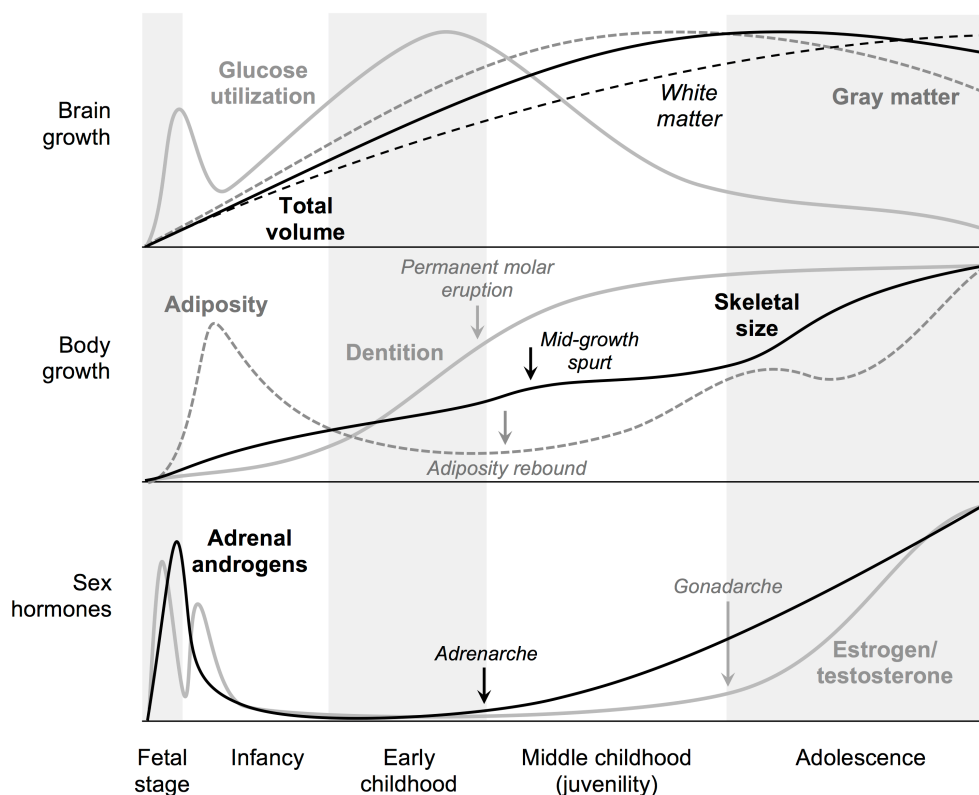 Brain
growth
Glucose
utilization
White
matter
Gray matter
Total
volume
Body
growth
Adiposity
Permanent molar
eruption
Dentition
Mid-growth
spurt
Skeletal
size
Adiposity rebound
Sex
hormones
Adrenal
androgens
Adrenarche
Gonadarche
Estrogen/
testosterone
Fetal
stage
Infancy
Early
childhood
Middle childhood
(juvenility)
Adolescence